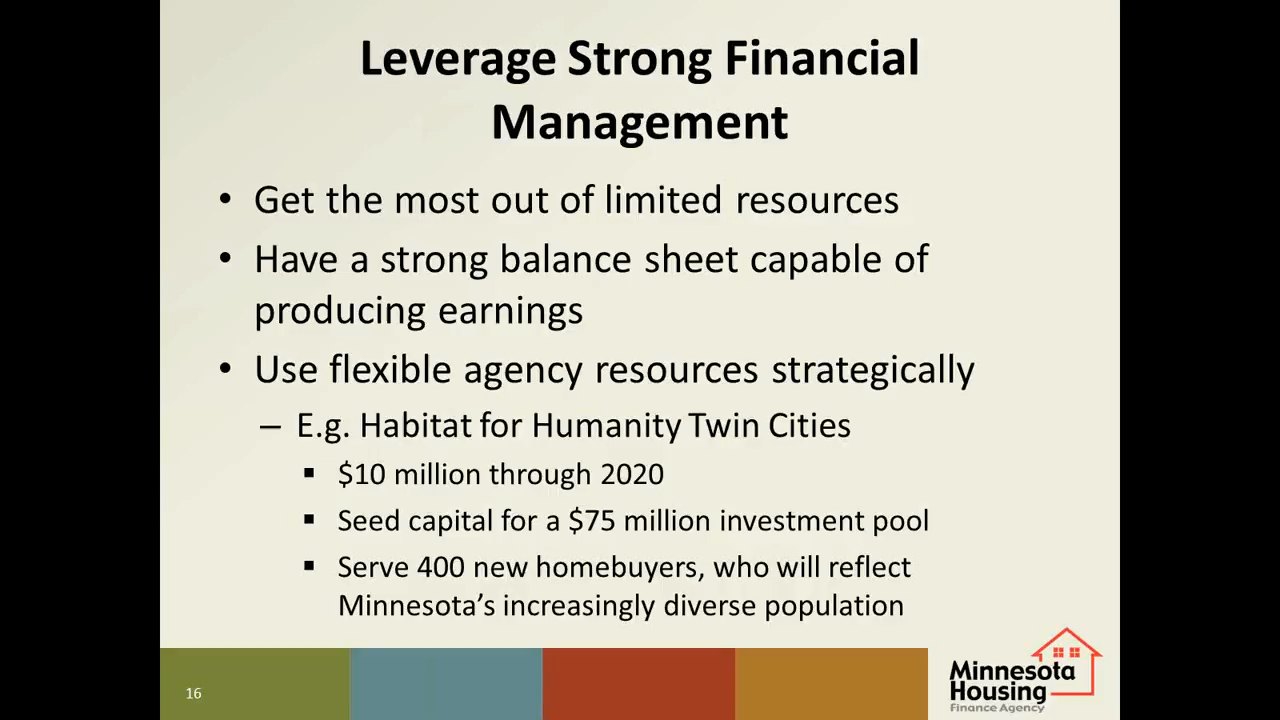 Leverage Strong Financial
Management
• Get the most out of limited resources
• Have a strong balance sheet capable of
producing earnings
• Use flexible agency resources strategically
– E.g. Habitat for Humanity Twin Cities
▪ $10 million through 2020
▪ Seed capital for a $75 million investment pool
▪ Serve 400 new homebuyers, who will reflect
Minnesota’s increasingly diverse population
16
Minnesota
Housing
Finance Agency